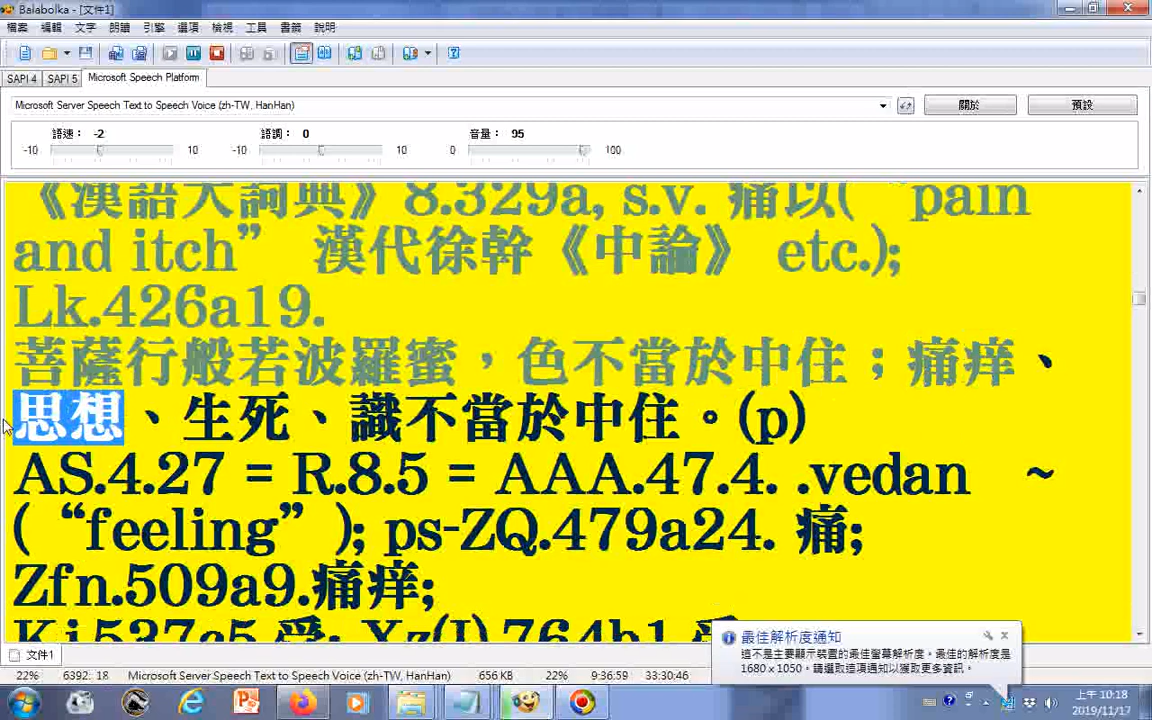 Balabolka - [文件1]
檔案 編輯 文字 朗讀 引擎 選項 檢視 工具 書籤 說明
SAPI 4 SAPI 5 Microsoft Speech Platform
Microsoft Server Speech Text to Speech Voice (zh-TW, HanHan) 關於 預設
語速： -2 語調： 0 音量： 95
-10 10 -10 10 0 100
《漢語大詞典》8.329a, s.v. 痛以( “pain
and itch” 漢代徐幹《中論》 etc.);
Lk.426a19.
菩薩行般若波羅蜜，色不當於中住；痛痒、
思想、生死、識不當於中住。(p)
AS.4.27 = R.8.5 = AAA.47.4. .vedan ~
(“feeling”); ps-ZQ.479a24. 痛;
Zfn.509a9.痛痒;
Kj.537c5.受; Xz(I).764b1.受
最佳解析度通知
這不是主要顯示裝置的最佳螢幕解析度。最佳的解析度是
1680 x 1050。請選取這項通知以獲取更多資訊。
文件1
22% 6392: 18 Microsoft Server Speech Text to Speech Voice (zh-TW, HanHan) 656 KB 22% 9:36:59 33:30:46
上午 10:18
2019/11/17